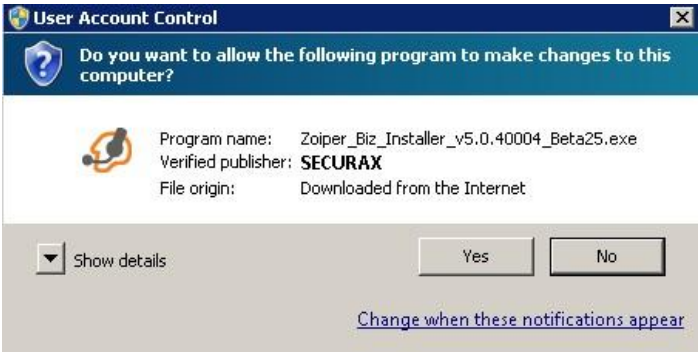 User Account Control
Do you want to allow the following program to make changes to this
computer?
Program name: Zoiper_Biz_Installer_v5.0.40004_Beta25.exe
Verified publisher: SECURAX
File origin: Downloaded from the Internet
Show details
Yes
No
Change when these notifications appear